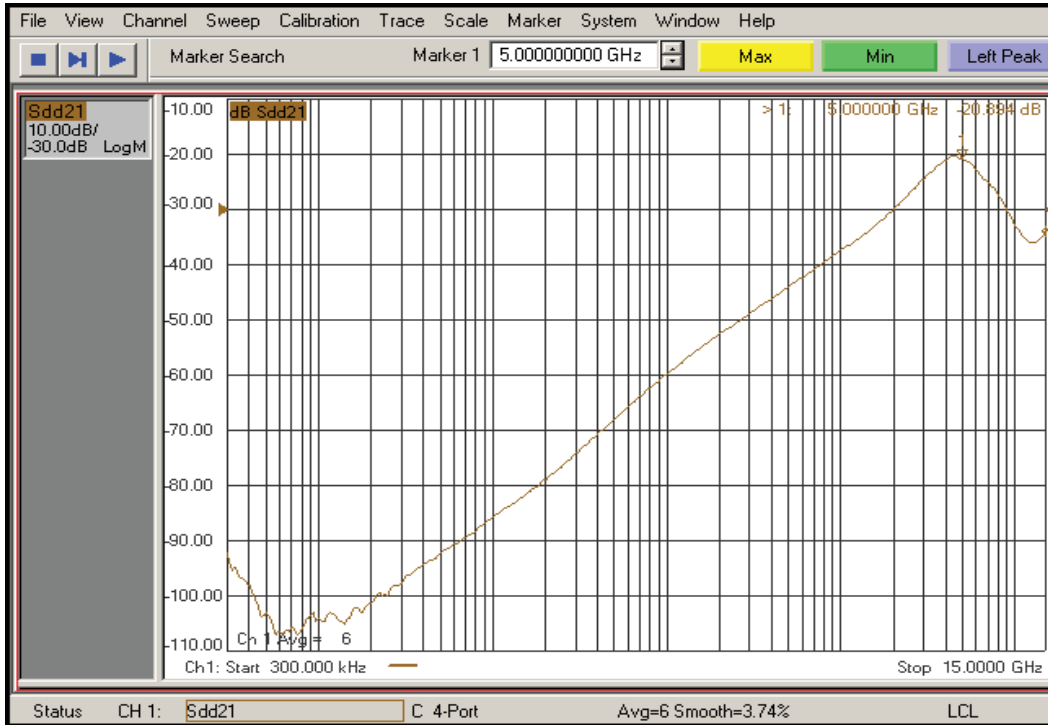 File View Channel Sweep Calibration Trace Scale Marker System Window Help
Marker Search Marker 1 5.000000000 GHz Max Min Left Peak
Sdd21
10.00dB/
-30.0dB LogM
dB Sdd21
> 1: 5.000000 GHz -20.894 dB
-10.00
-20.00
-30.00
-40.00
-50.00
-60.00
-70.00
-80.00
-90.00
-100.00
-110.00
Ch 1 Avg = 6
Ch1: Start 300.000 kHz Stop 15.0000 GHz
Status CH 1: Sdd21 C 4-Port Avg=6 Smooth=3.74% LCL